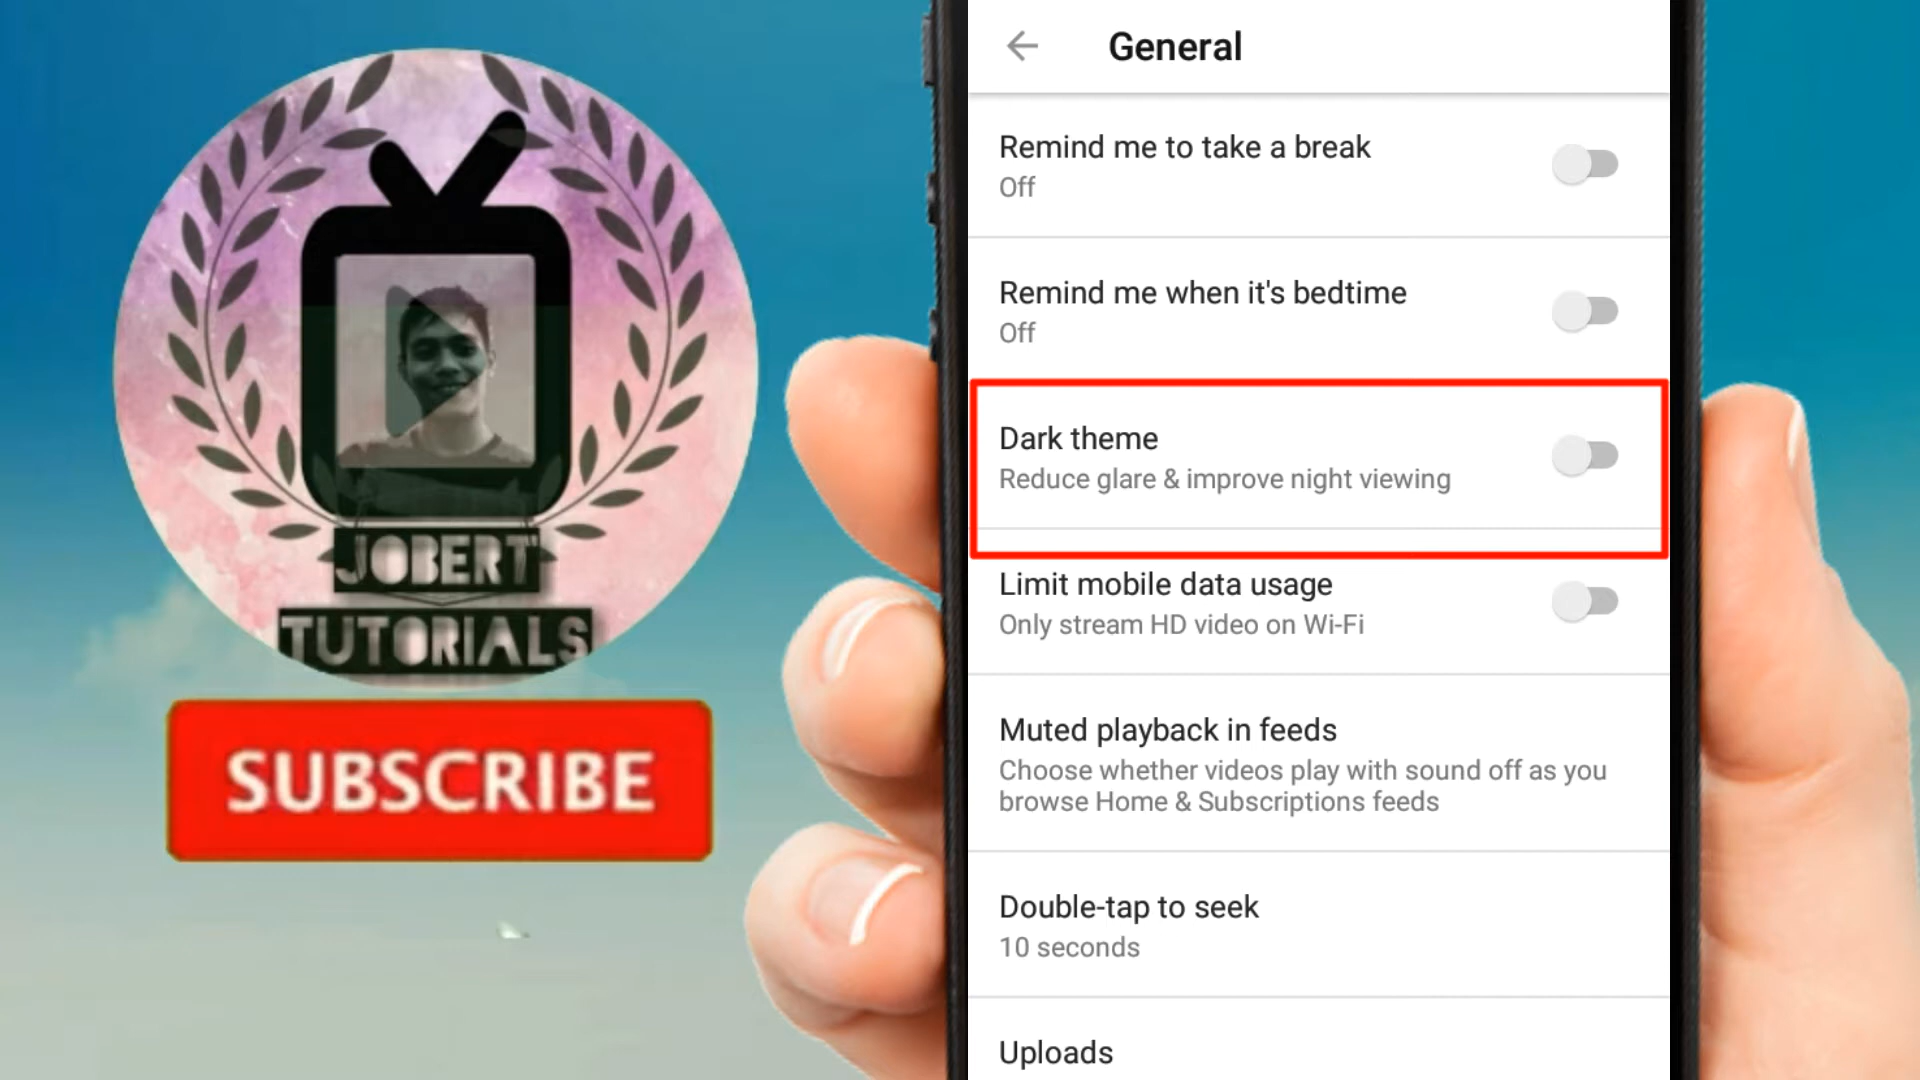 JOBERT
TUTORIALS
SUBSCRIBE
General
Remind me to take a break
Off
Remind me when it's bedtime
Off
Dark theme
Reduce glare & improve night viewing
Limit mobile data usage
Only stream HD video on Wi-Fi
Muted playback in feeds
Choose whether videos play with sound off as you
browse Home & Subscriptions feeds
Double-tap to seek
10 seconds
Uploads